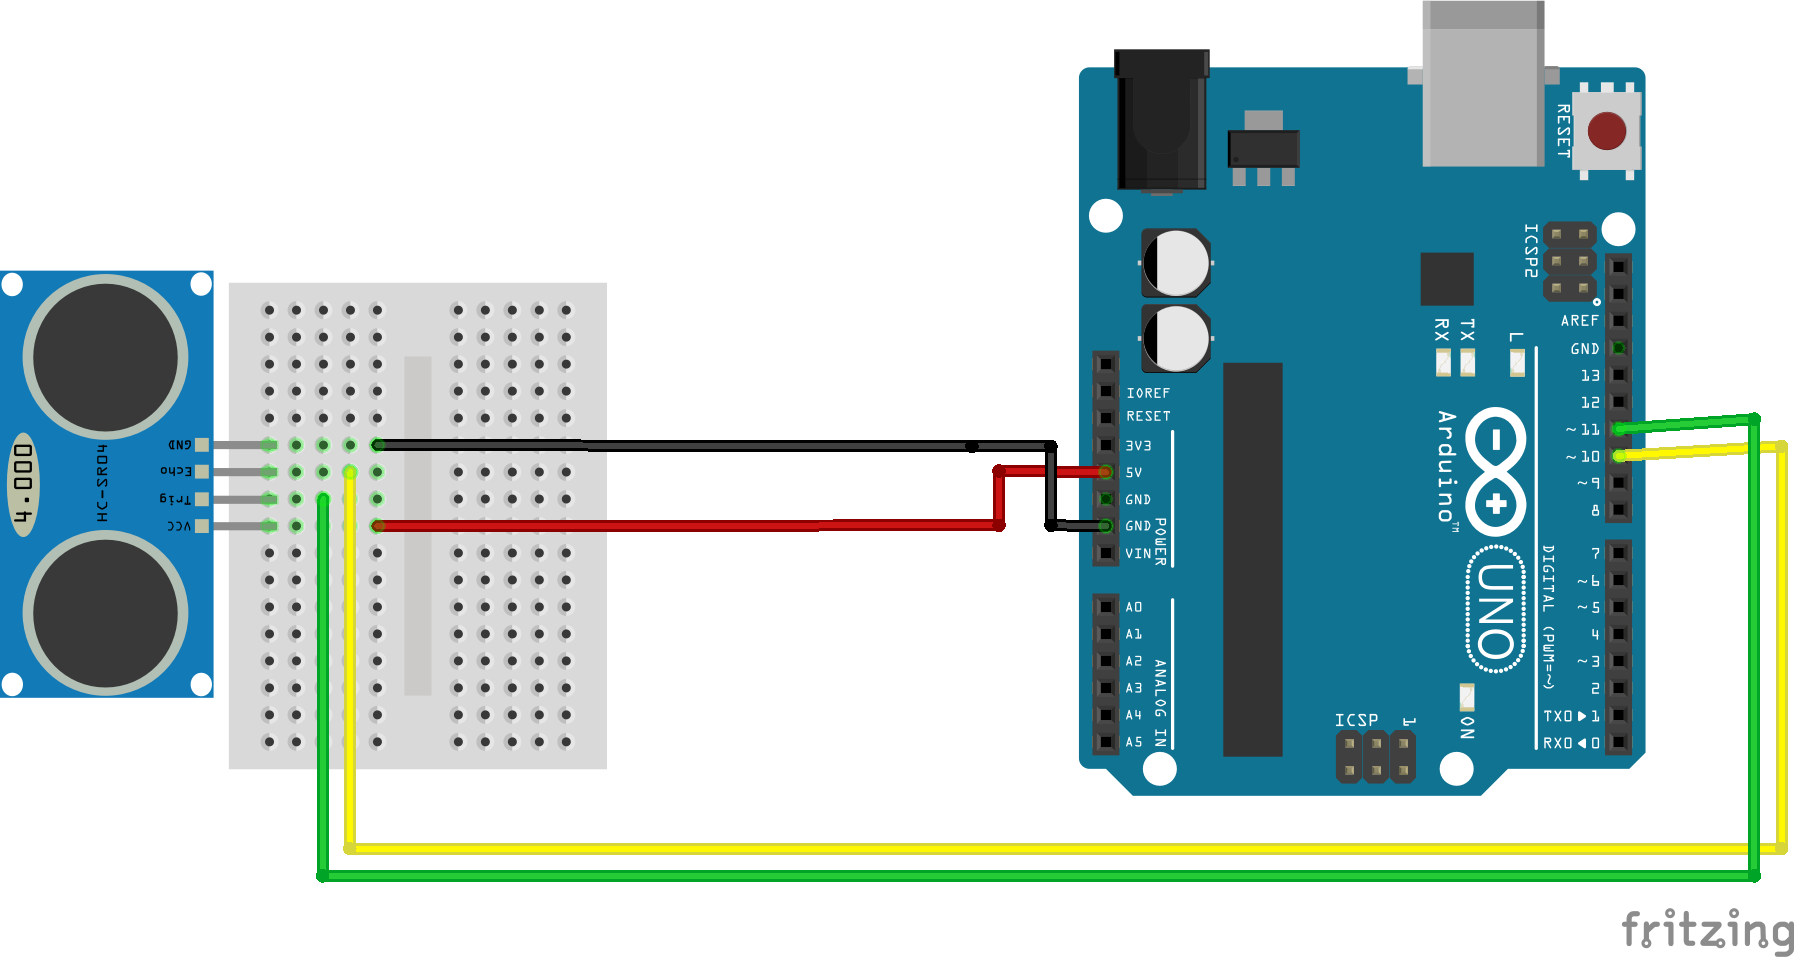 GND
Echo
Trig
VCC
HC-SR04
4.000
RESET
ICSP2
AREF
GND
13
12
~11
~10
~9
8
7
~6
~5
4
~3
2
TX0▶1
RX0◀0
RX
TX
L
IOREF
RESET
3V3
5V
GND
GND
VIN
POWER
A0
A1
A2
A3
A4
A5
ANALOG IN
Arduino™
UNO
DIGITAL (PWM=~)
ICSP
1
ON
fritzing